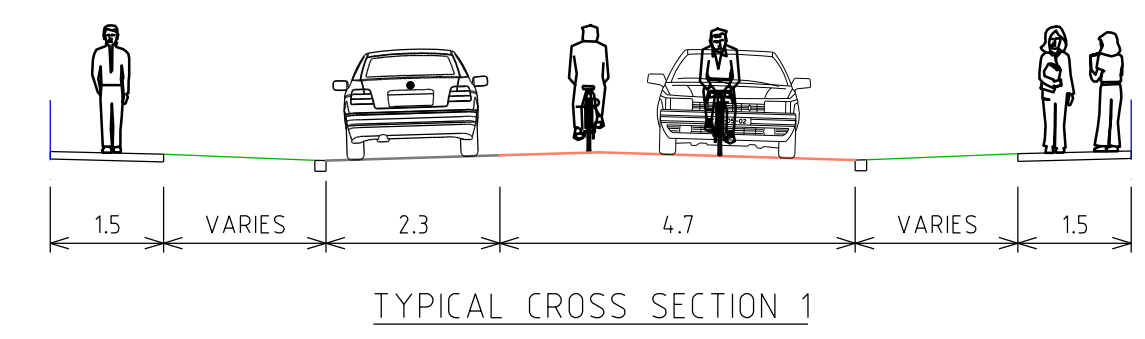 1.5 VARIES 2.3 4.7 VARIES 1.5
TYPICAL CROSS SECTION 1